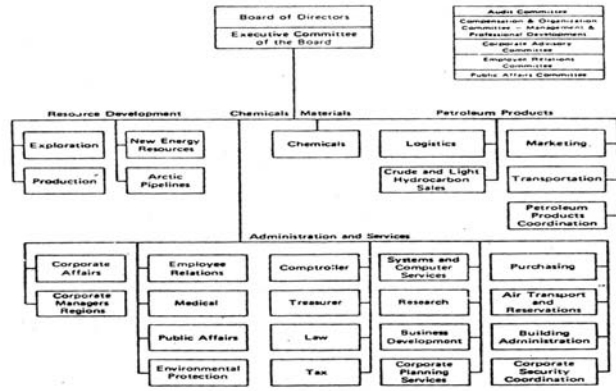 Board of Directors
Executive Committee
of the Board
Audit Committee
Compensation & Organization
Committee – Management &
Professional Development
Corporate Advisory
Committee
Employee Relations
Committee
Public Affairs Committee
Resource Development
Chemicals Materials
Petroleum Products
Exploration
New Energy
Resources
Chemicals
Logistics
Marketing
Production
Arctic
Pipelines
Crude and Light
Hydrocarbon
Sales
Transportation
Petroleum
Products
Coordination
Administration and Services
Corporate
Affairs
Employee
Relations
Comptroller
Systems and
Computer
Services
Purchasing
Corporate
Managers
Regions
Medical
Treasurer
Research
Air Transport
and
Reservations
Public Affairs
Law
Business
Development
Building
Administration
Environmental
Protection
Tax
Corporate
Planning
Services
Corporate
Security
Coordination